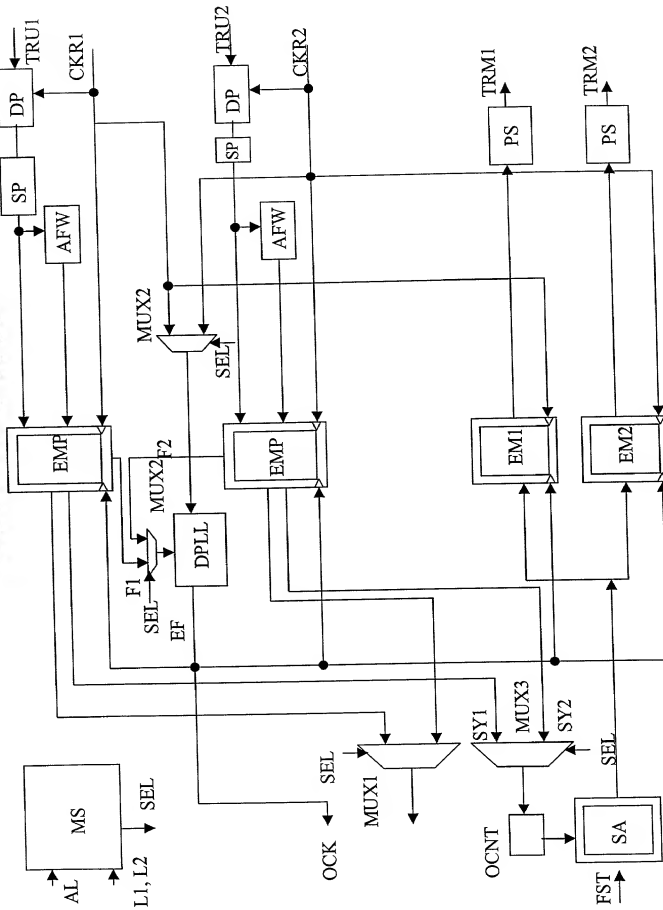 TRU1
CKR1
DP
SP
AFW
EMP
TRU2
CKR2
DP
SP
AFW
MUX2
SEL
EMP
F2
MUX2
F1
SEL
DPLL
EF
TRM1
PS
TRM2
PS
EM1
EM2
MS
AL
L1, L2
SEL
OCK
SEL
MUX1
SY1
MUX3
SY2
SEL
OCNT
SA
FST